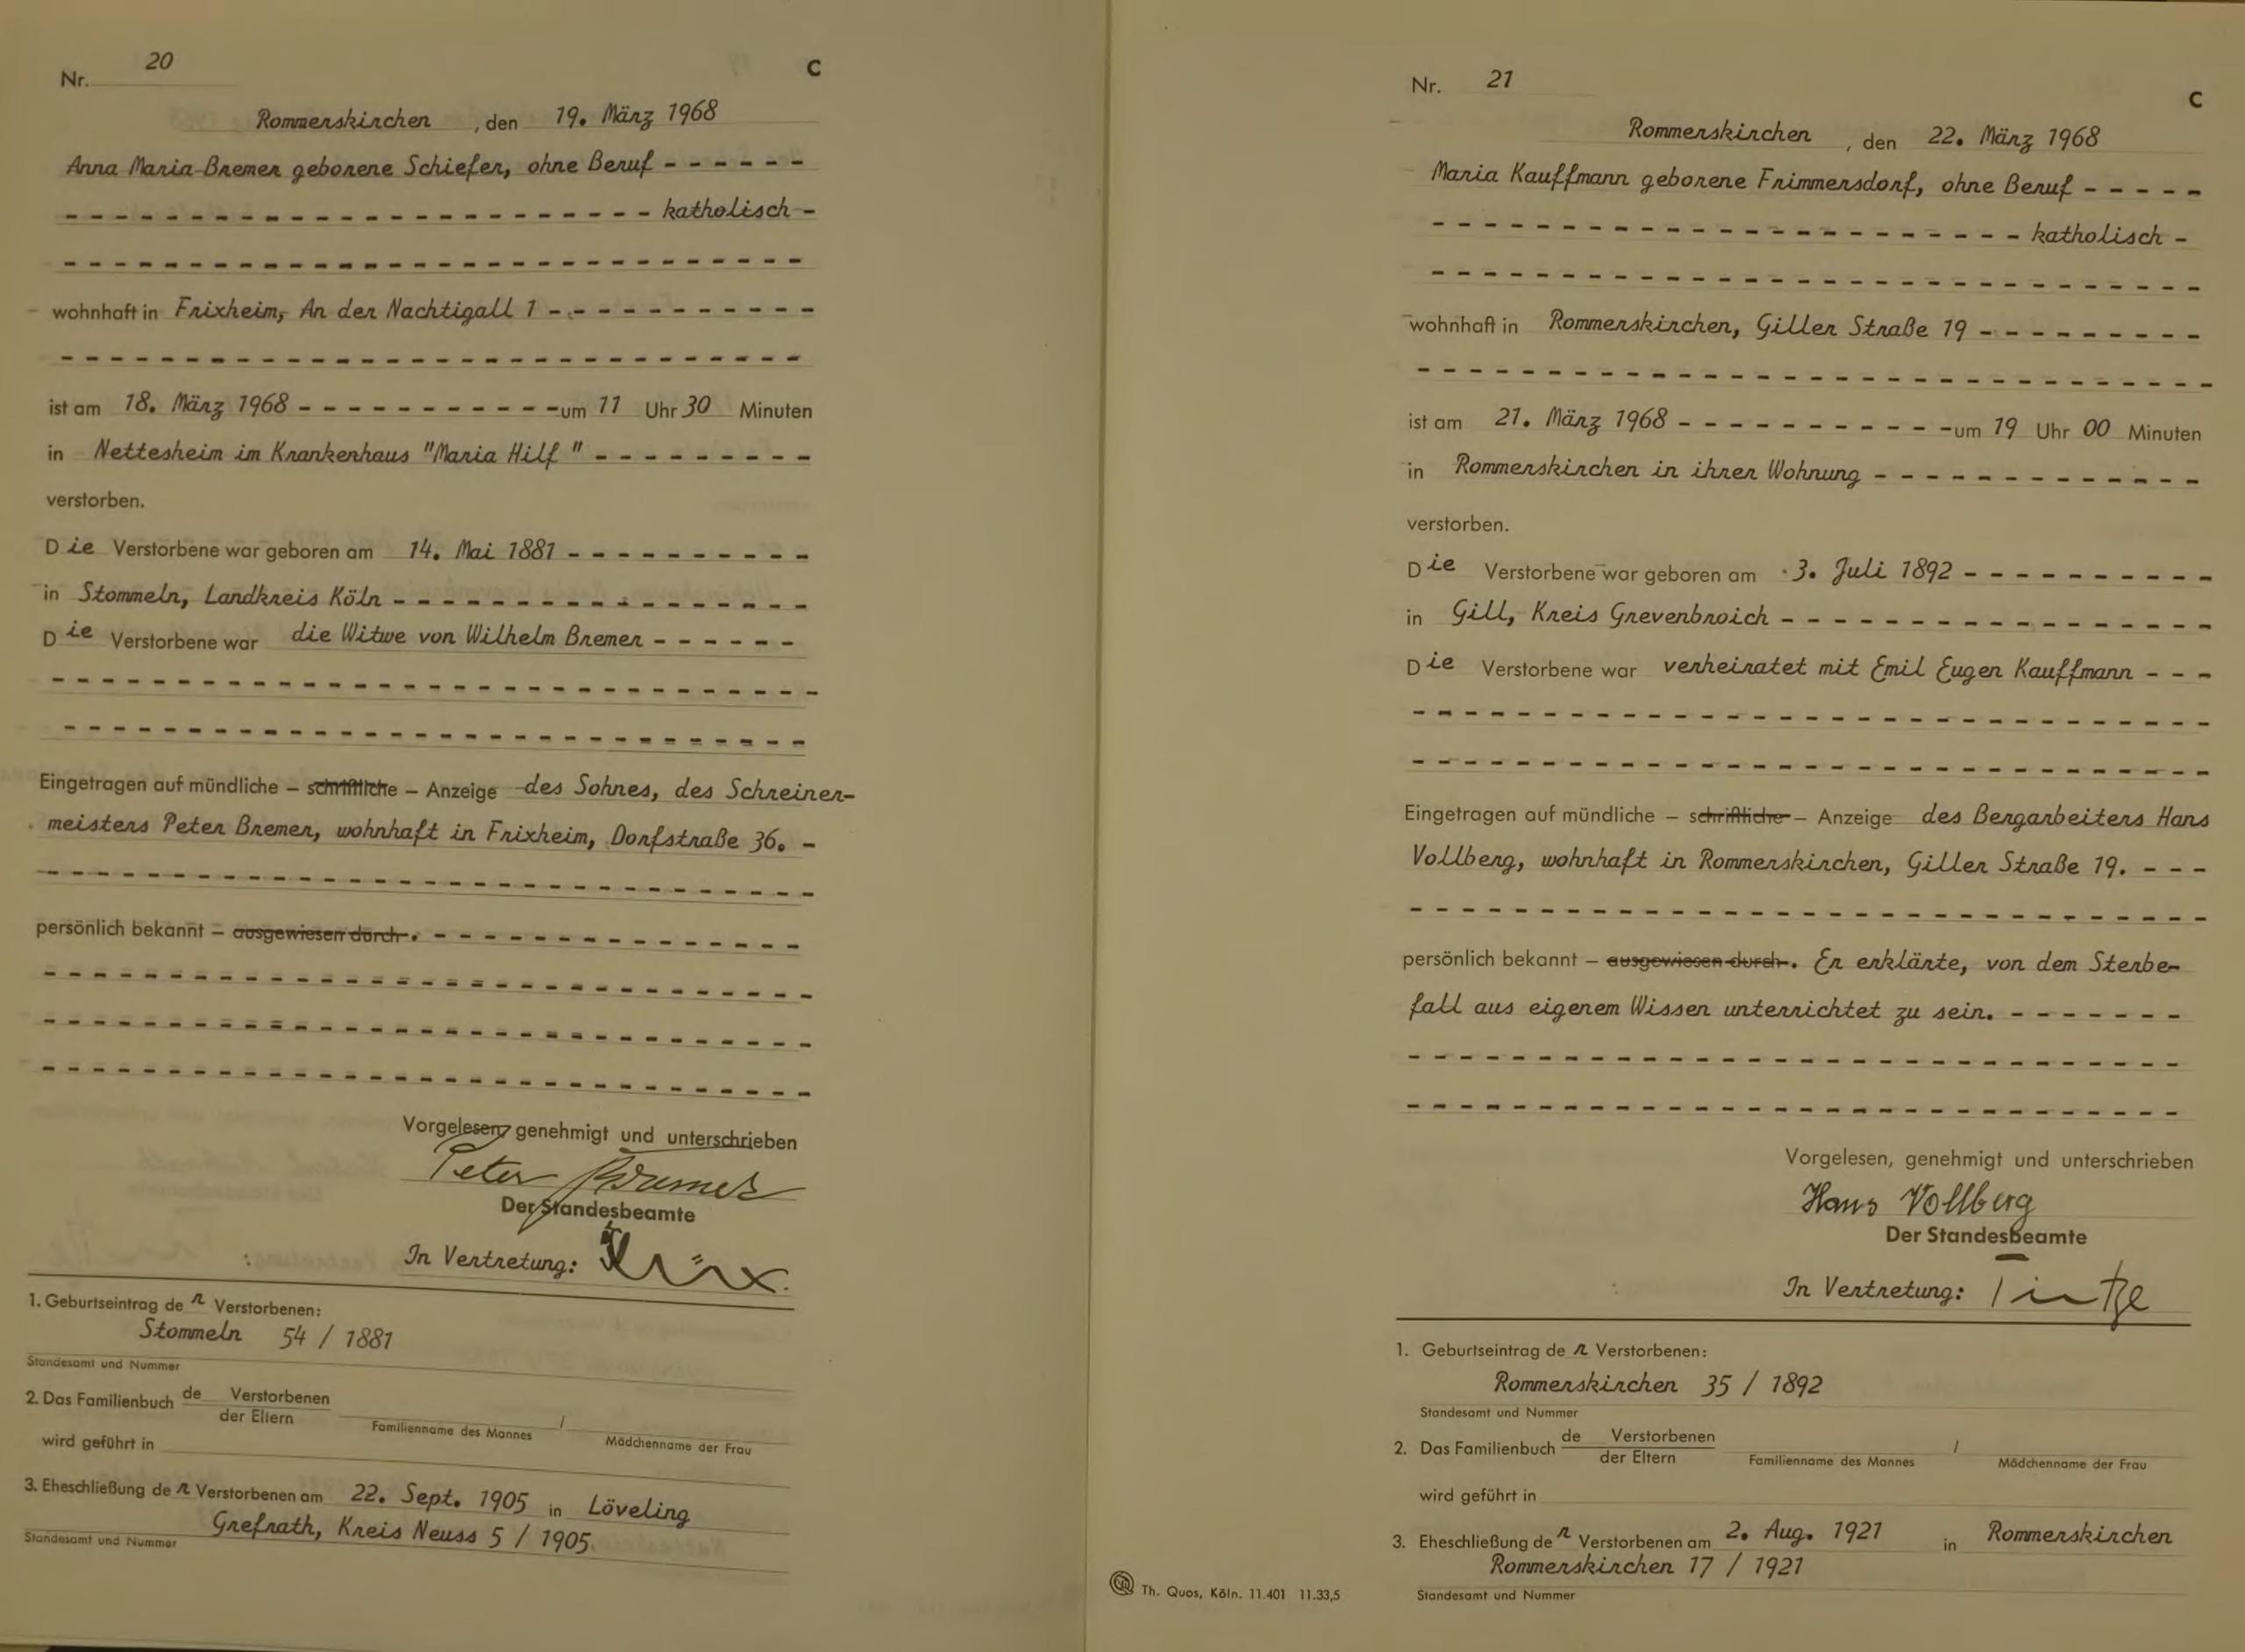 Nr. 20 C
Rommerskirchen, den 19. März 1968
Anna Maria Bremer geborene Schiefer, ohne Beruf - - - - - -
- - - - - - - - - - - - - - - - - - - - - - - katholisch -
wohnhaft in Frixheim, An der Nachtigall 1 - - - - - - - - - - -
ist am 18. März 1968 - - - - - - - - - - - um 11 Uhr 30 Minuten
in Nettesheim im Krankenhaus "Maria Hilf " - - - - - - - - -
verstorben.
Die Verstorbene war geboren am 14. Mai 1881 - - - - - - - - - -
in Stommeln, Landkreis Köln - - - - - - - - - - - - - - - - -
Die Verstorbene war die Witwe von Wilhelm Bremer - - - - - -
Eingetragen auf mündliche – schriftliche – Anzeige des Sohnes, des Schreiner-
meisters Peter Bremer, wohnhaft in Frixheim, Dorfstraße 36. -
persönlich bekannt – ausgewiesen durch . - - - - - - - - - - - - - - -
Vorgelesen, genehmigt und unterschrieben
Peter Bremer
Der Standesbeamte
In Vertretung:
1. Geburtseintrag der Verstorbenen:
Stommeln 54 / 1881
Standesamt und Nummer
2. Das Familienbuch de Verstorbenen
der Eltern
Familienname des Mannes / Mädchenname der Frau
wird geführt in
3. Eheschließung der Verstorbenen am 22. Sept. 1905 in Löveling
Grefrath, Kreis Neuss 5 / 1905.
Standesamt und Nummer
Nr. 21 C
Rommerskirchen, den 22. März 1968
Maria Kauffmann geborene Frimmersdorf, ohne Beruf - - - - -
- - - - - - - - - - - - - - - - - - - - - - - katholisch -
wohnhaft in Rommerskirchen, Giller Straße 19 - - - - - - - - -
ist am 21. März 1968 - - - - - - - - - - - um 19 Uhr 00 Minuten
in Rommerskirchen in ihrer Wohnung - - - - - - - - - - - - -
verstorben.
Die Verstorbene war geboren am 3. Juli 1892 - - - - - - - - - -
in Gill, Kreis Grevenbroich - - - - - - - - - - - - - - - - -
Die Verstorbene war verheiratet mit Emil Eugen Kauffmann - - -
Eingetragen auf mündliche – schriftliche – Anzeige des Bergarbeiters Hans
Vollberg, wohnhaft in Rommerskirchen, Giller Straße 19. - - -
persönlich bekannt – ausgewiesen durch . Er erklärte, von dem Sterbe-
fall aus eigenem Wissen unterrichtet zu sein. - - - - - - -
Vorgelesen, genehmigt und unterschrieben
Hans Vollberg
Der Standesbeamte
In Vertretung:
1. Geburtseintrag der Verstorbenen:
Rommerskirchen 35 / 1892
Standesamt und Nummer
2. Das Familienbuch de Verstorbenen
der Eltern
Familienname des Mannes / Mädchenname der Frau
wird geführt in
3. Eheschließung der Verstorbenen am 2. Aug. 1921 in Rommerskirchen
Rommerskirchen 17 / 1921
Standesamt und Nummer
Th. Quos, Köln. 11.401 11.33,5